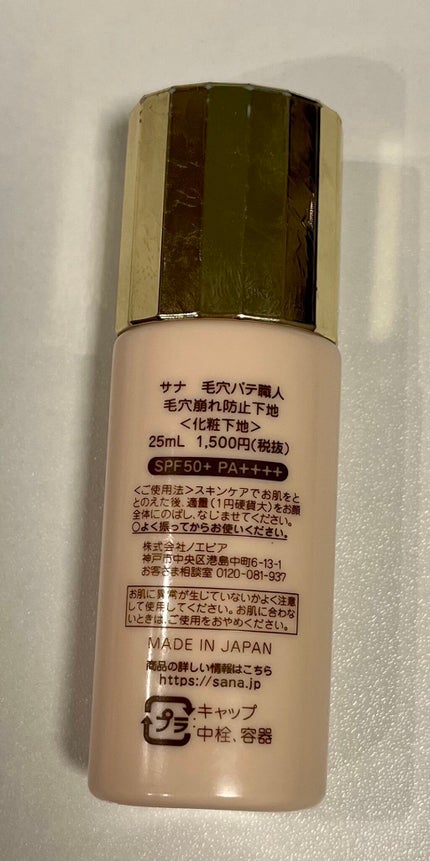 サナ 毛穴パテ職人
毛穴崩れ防止下地
＜化粧下地＞
25mL 1,500円(税抜)
SPF50+ PA++++
＜ご使用法＞スキンケアでお肌をと
とのえた後、適量(1円硬貨大)をお顔
全体にのばし、なじませてください。
○よく振ってからお使いください。
株式会社ノエビア
神戸市中央区港島中町6-13-1
お客さま相談室 0120-081-937
お肌に異常が生じていないかよく注意
して使用してください。お肌に合わな
いときは、ご使用をおやめください。
MADE IN JAPAN
商品の詳しい情報はこちら
https://sana.jp
プラ キャップ
中栓、容器